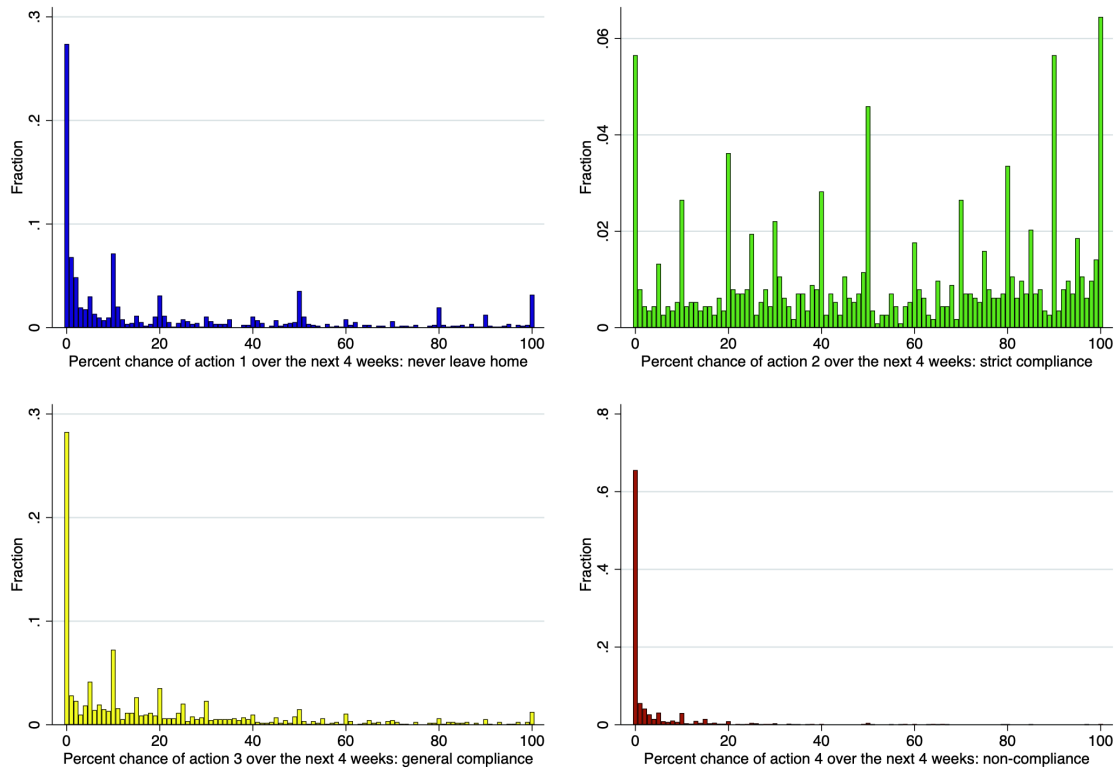 .3
.2
.1
0
Fraction
0 20 40 60 80 100
Percent chance of action 1 over the next 4 weeks: never leave home
.06
.04
.02
0
Fraction
0 20 40 60 80 100
Percent chance of action 2 over the next 4 weeks: strict compliance
.3
.2
.1
0
Fraction
0 20 40 60 80 100
Percent chance of action 3 over the next 4 weeks: general compliance
.8
.6
.4
.2
0
Fraction
0 20 40 60 80 100
Percent chance of action 4 over the next 4 weeks: non-compliance